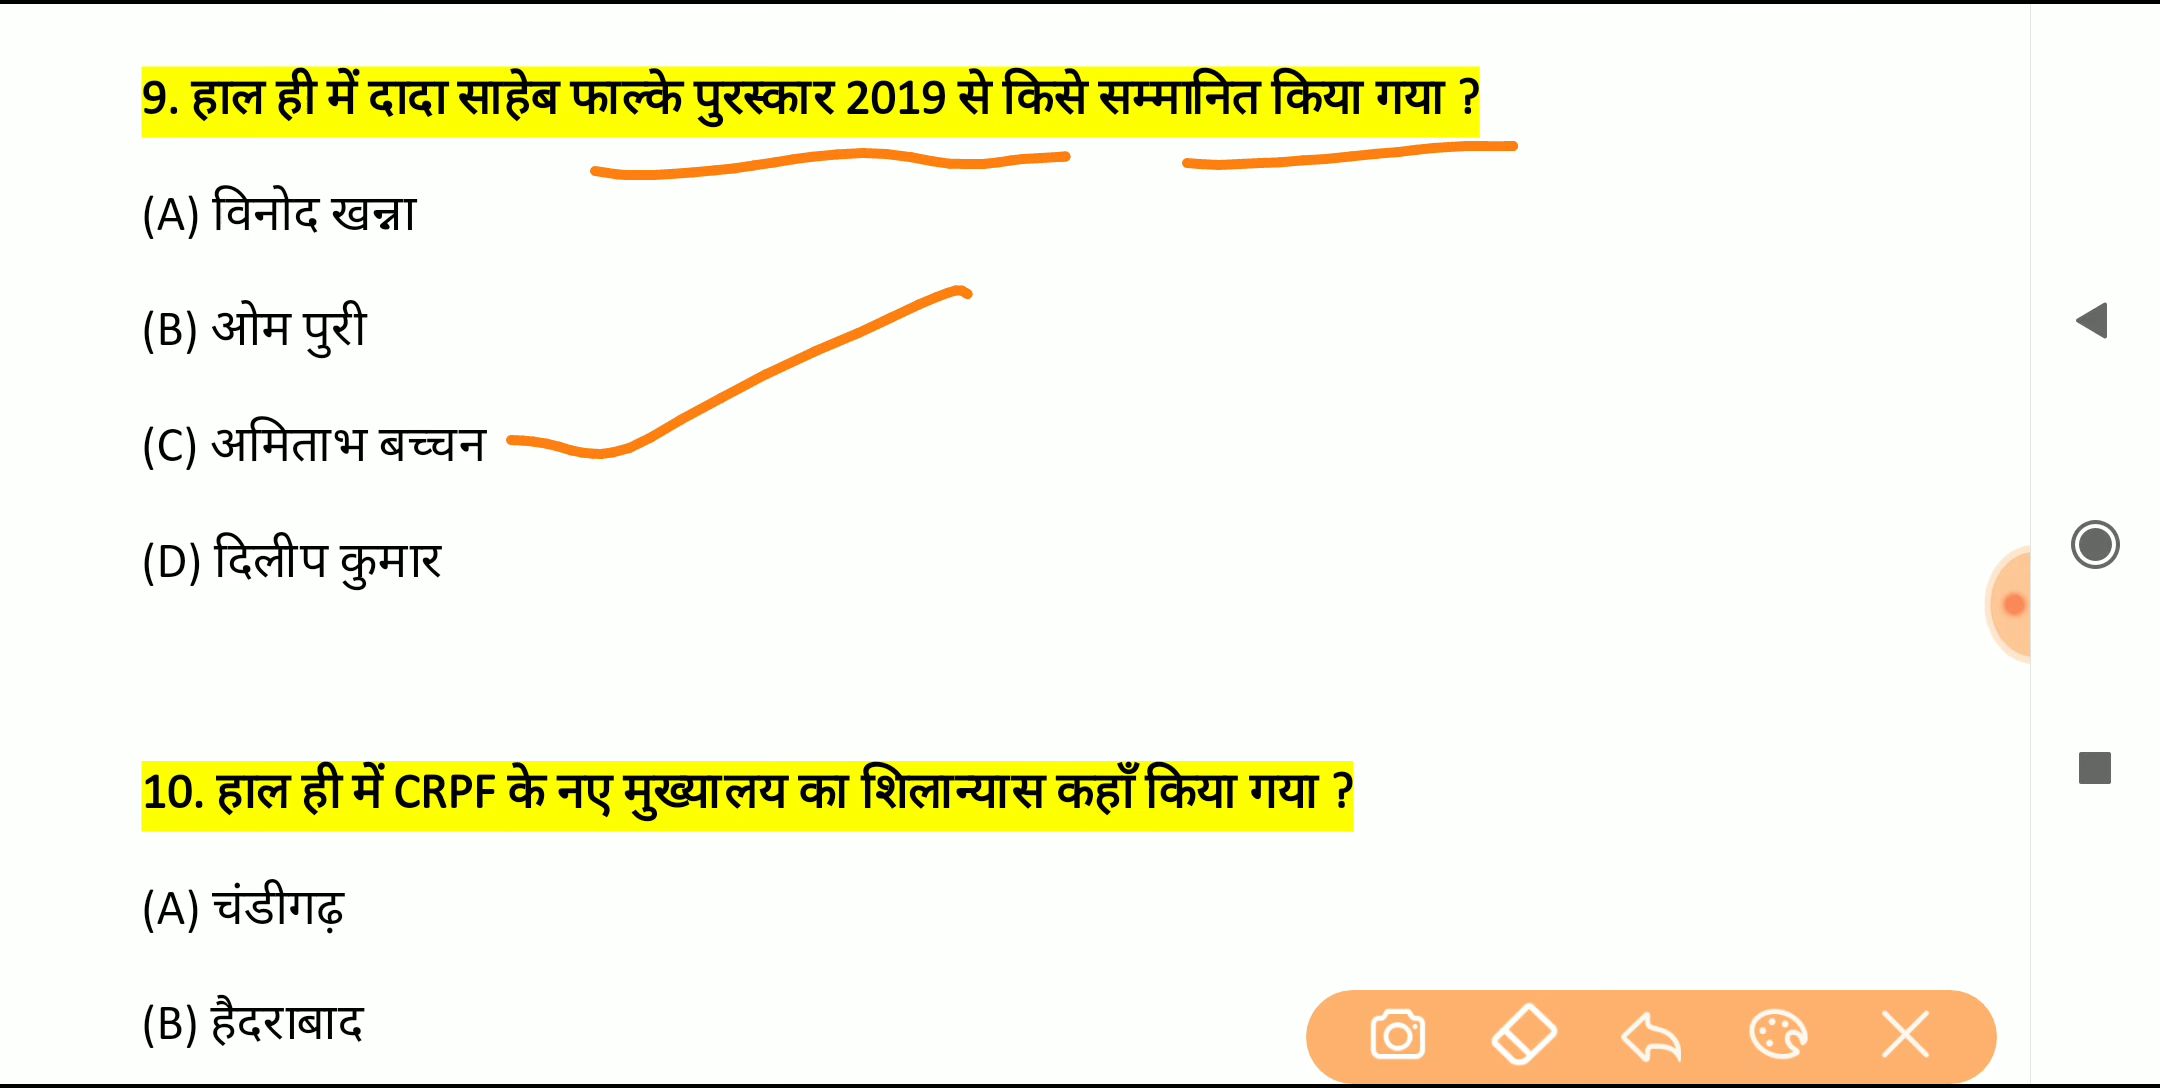 9. हाल ही में दादा साहेब फाल्के पुरस्कार 2019 से किसे सम्मानित किया गया ?
(A) विनोद खन्ना
(B) ओम पुरी
(C) अमिताभ बच्चन
(D) दिलीप कुमार
10. हाल ही में CRPF के नए मुख्यालय का शिलान्यास कहाँ किया गया ?
(A) चंडीगढ़
(B) हैदराबाद